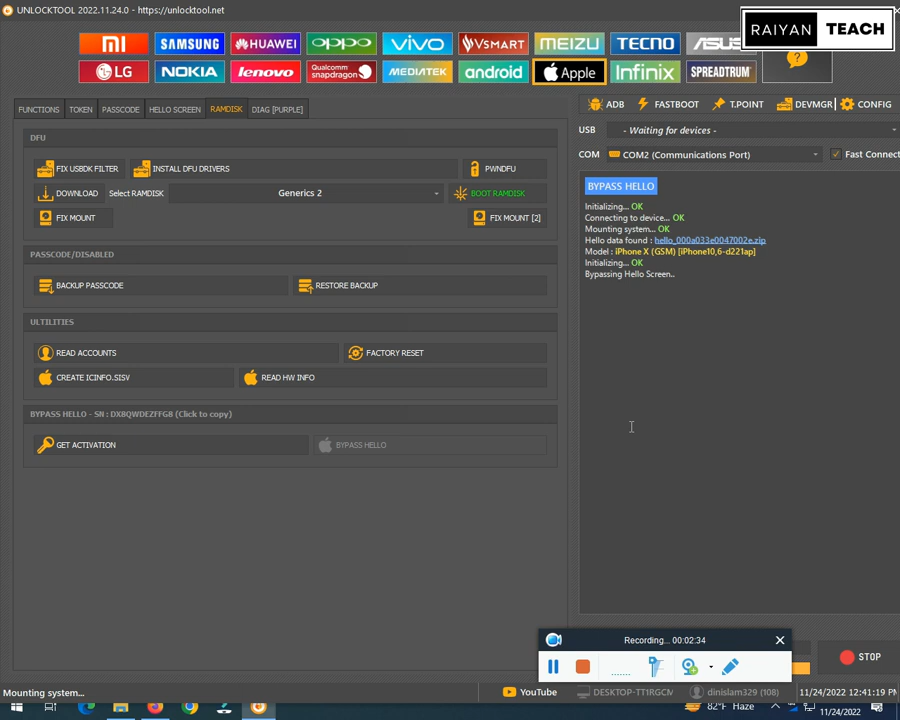 UNLOCKTOOL 2022.11.24.0 - https://unlocktool.net
RAIYAN TEACH
MI SAMSUNG HUAWEI OPPO VIVO VSMART MEIZU TECNO ASUS
LG NOKIA lenovo Qualcomm snapdragon MEDIATEK android Apple Infinix SPREADTRUM
FUNCTIONS TOKEN PASSCODE HELLO SCREEN RAMDISK DIAG [PURPLE]
ADB FASTBOOT T.POINT DEVMGR CONFIG
USB - Waiting for devices -
COM COM2 (Communications Port) Fast Connect
DFU
FIX USBDK FILTER INSTALL DFU DRIVERS PWNDFU
DOWNLOAD Select RAMDISK Generics 2 BOOT RAMDISK
FIX MOUNT FIX MOUNT [2]
PASSCODE/DISABLED
BACKUP PASSCODE RESTORE BACKUP
ULTILITIES
READ ACCOUNTS FACTORY RESET
CREATE ICINFO.SISV READ HW INFO
BYPASS HELLO - SN : DX8QWDEZFFG8 (Click to copy)
GET ACTIVATION BYPASS HELLO
BYPASS HELLO
Initializing... OK
Connecting to device... OK
Mounting system... OK
Hello data found : hello_000a033e0047002e.zip
Model : iPhone X (GSM) [iPhone10,6-d221ap]
Initializing... OK
Bypassing Hello Screen..
Recording... 00:02:34
STOP
Mounting system...
YouTube DESKTOP-TT1RGCM dinislam329 (108) 11/24/2022 12:41:19 PM
82°F Haze
11/24/2022